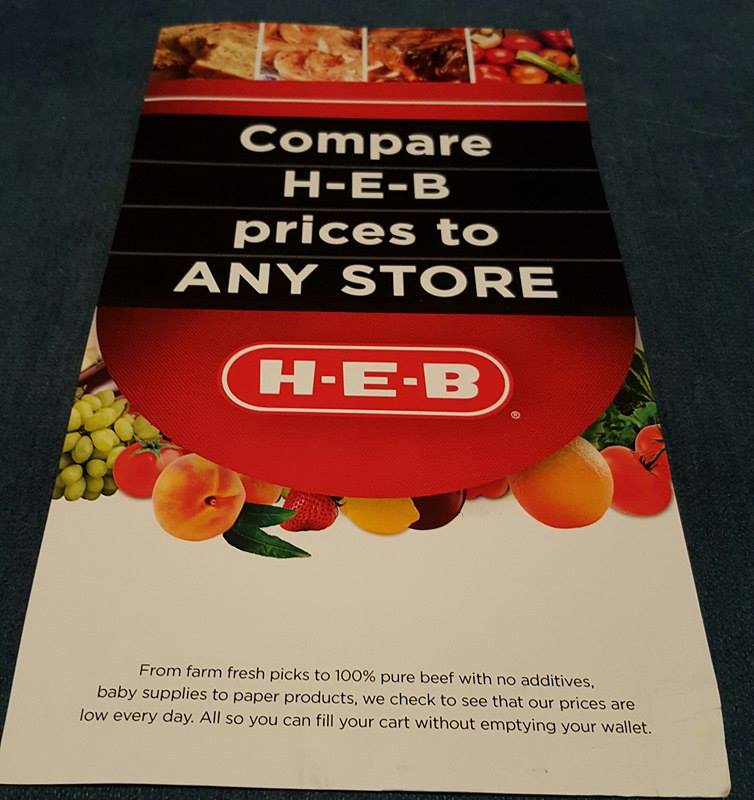 Compare
H-E-B
prices to
ANY STORE
H-E-B
®
From farm fresh picks to 100% pure beef with no additives,
baby supplies to paper products, we check to see that our prices are
low every day. All so you can fill your cart without emptying your wallet.